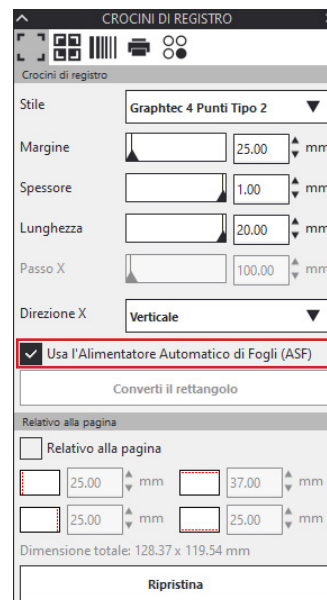 CROCINI DI REGISTRO
Crocini di registro
Stile Graphtec 4 Punti Tipo 2
Margine 25.00 mm
Spessore 1.00 mm
Lunghezza 20.00 mm
Passo X 100.00 mm
Direzione X Verticale
Usa l'Alimentatore Automatico di Fogli (ASF)
Converti il rettangolo
Relativo alla pagina
Relativo alla pagina
25.00 mm 37.00 mm
25.00 mm 25.00 mm
Dimensione totale: 128.37 x 119.54 mm
Ripristina